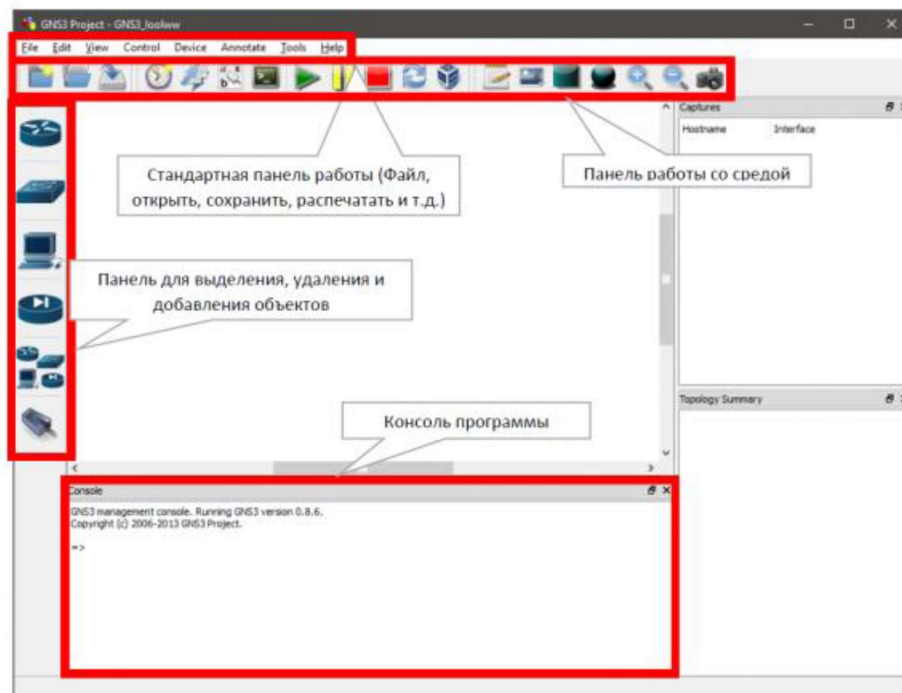 GNS3 Project - GNS3_loolww
File Edit View Control Device Annotate Tools Help
Captures
Hostname Interface
Стандартная панель работы (Файл,
открыть, сохранить, распечатать и т.д.)
Панель работы со средой
Панель для выделения, удаления и
добавления объектов
Topology Summary
Консоль программы
Console
GNS3 management console. Running GNS3 version 0.8.6.
Copyright (c) 2006-2013 GNS3 Project.
=>